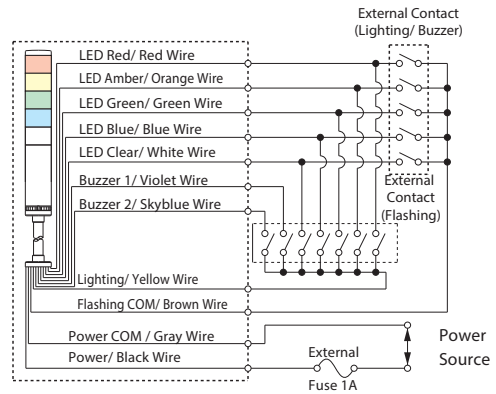 External Contact
(Lighting/ Buzzer)
LED Red/ Red Wire
LED Amber/ Orange Wire
LED Green/ Green Wire
LED Blue/ Blue Wire
LED Clear/ White Wire
Buzzer 1/ Violet Wire
Buzzer 2/ Skyblue Wire
External
Contact
(Flashing)
Lighting/ Yellow Wire
Flashing COM/ Brown Wire
Power COM / Gray Wire
Power/ Black Wire
External
Fuse 1A
Power
Source